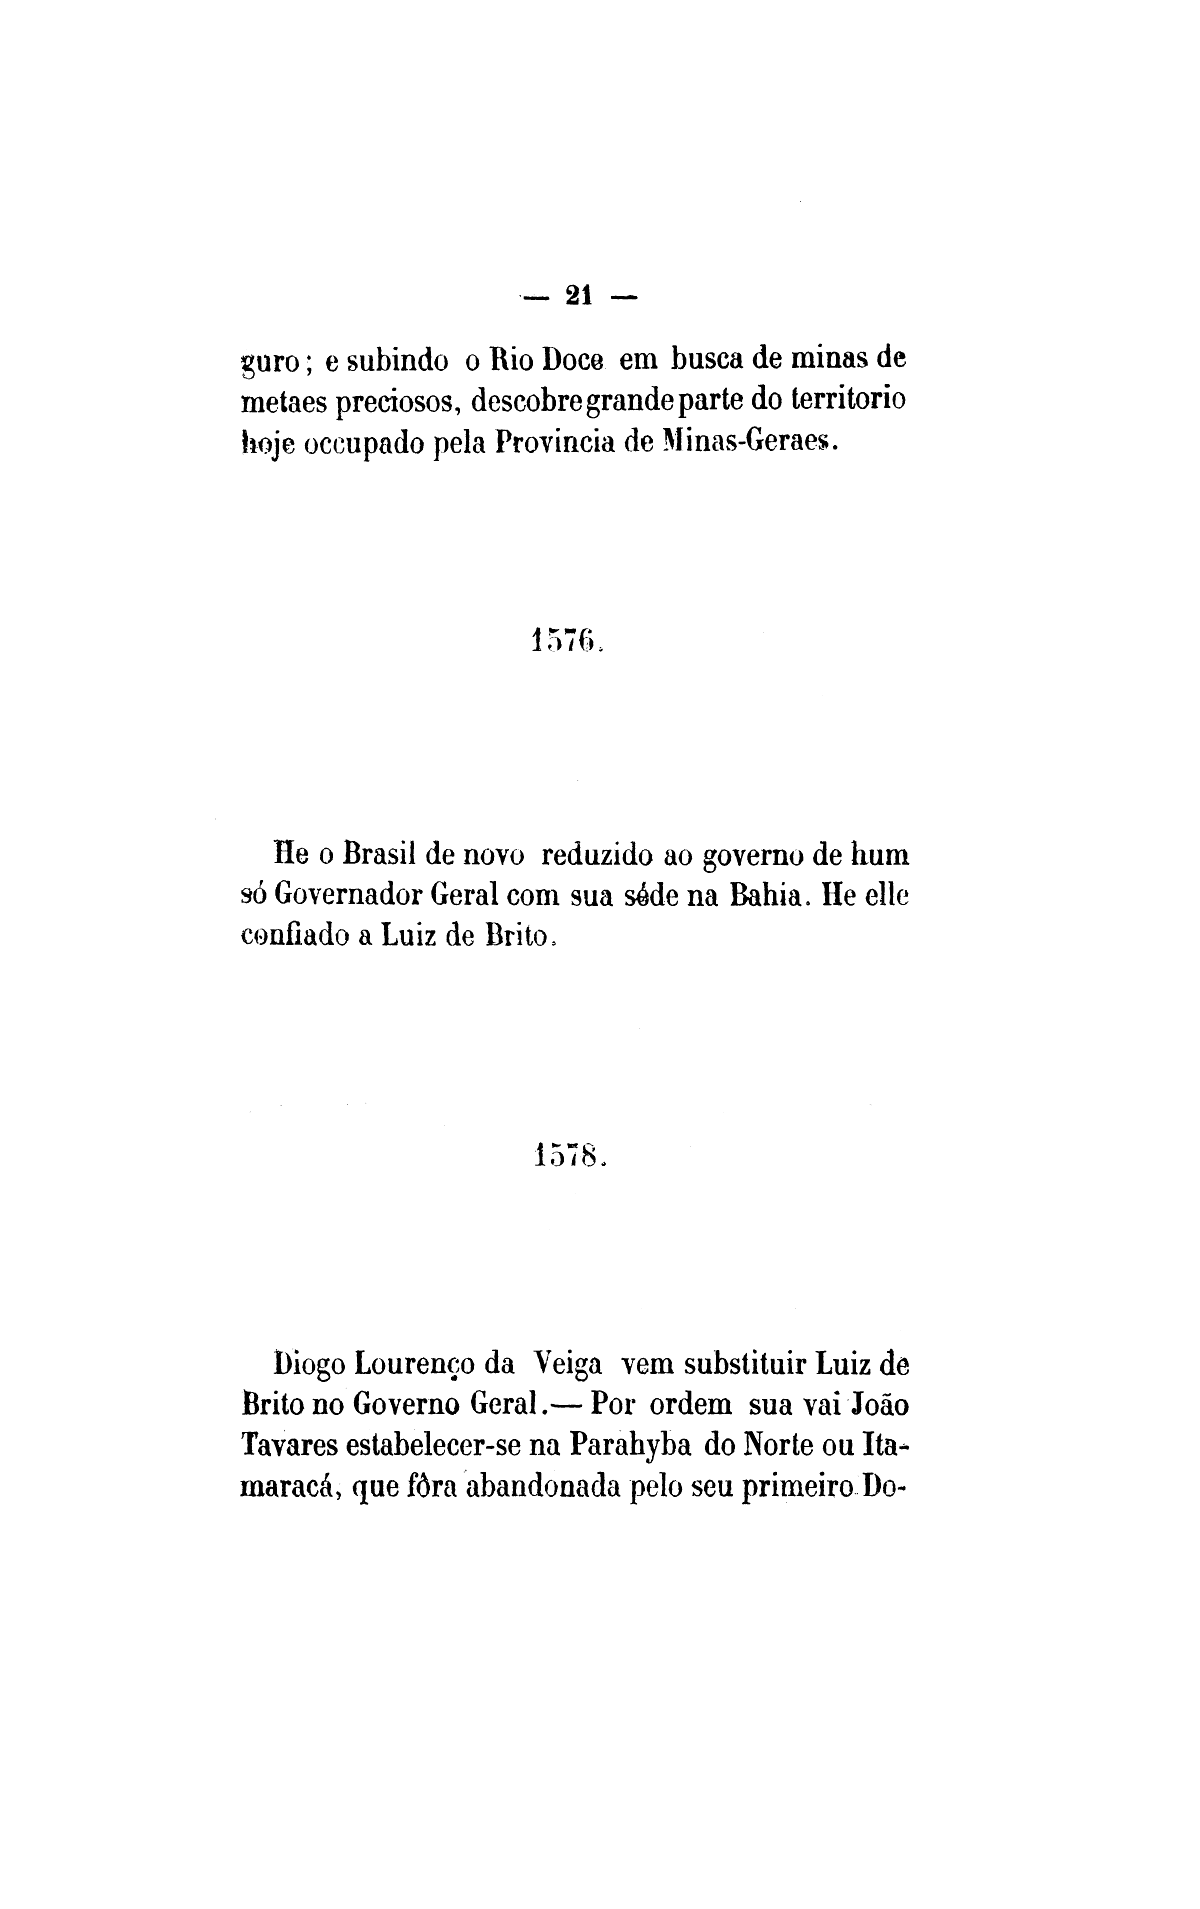 — 21 —
guro; e subindo o Rio Doce em busca de minas de
metaes preciosos, descobre grande parte do territorio
hoje occupado pela Provincia de Minas-Geraes.
1576.
He o Brasil de novo reduzido ao governo de hum
só Governador Geral com sua séde na Bahia. He elle
confiado a Luiz de Brito.
1578.
Diogo Lourenço da Veiga vem substituir Luiz de
Brito no Governo Geral.— Por ordem sua vai João
Tavares estabelecer-se na Parahyba do Norte ou Ita-
maracá, que fôra abandonada pelo seu primeiro Do-